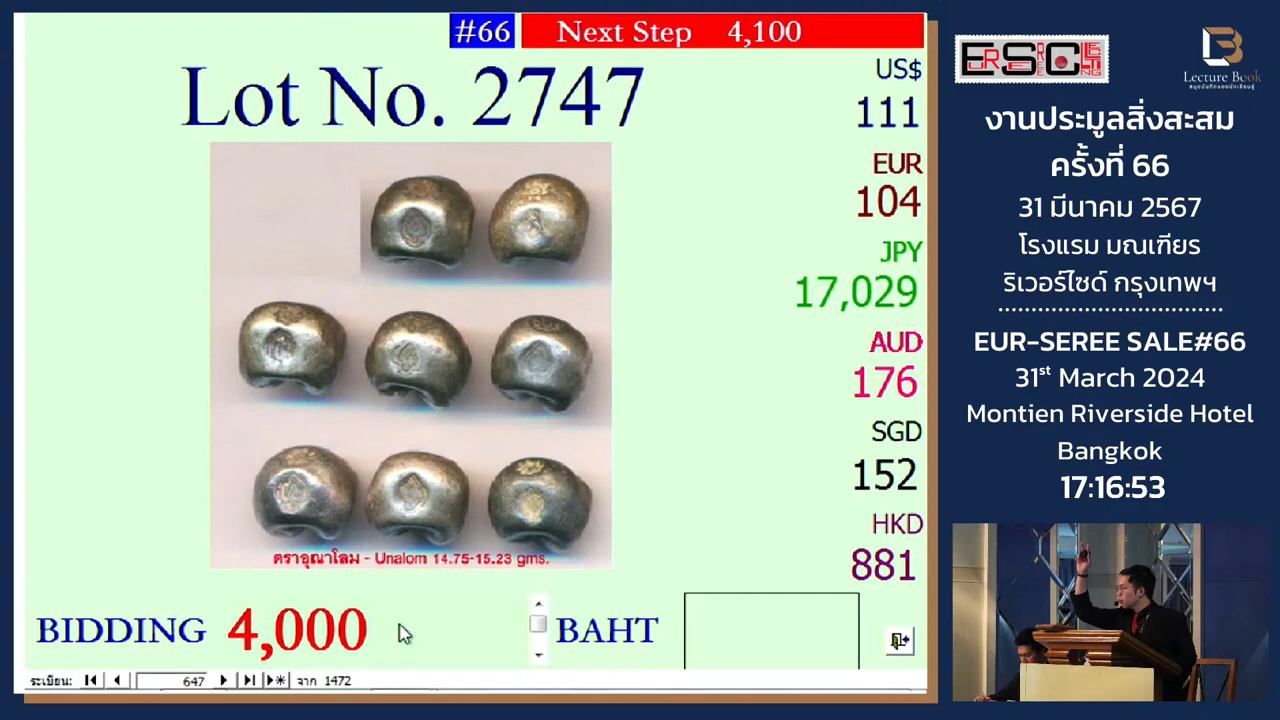 #66
Next Step 4,100
Lot No. 2747
US$
111
EUR
104
JPY
17,029
AUD
176
SGD
152
HKD
881
ตราอุณาโลม - Unalom 14.75-15.23 gms.
BIDDING 4,000 BAHT
ระเบียน: 647 จาก 1472
Lecture Book
งานประมูลสิ่งสะสม
ครั้งที่ 66
31 มีนาคม 2567
โรงแรม มณเฑียร
ริเวอร์ไซด์ กรุงเทพฯ
EUR-SEREE SALE#66
31st March 2024
Montien Riverside Hotel
Bangkok
17:16:53